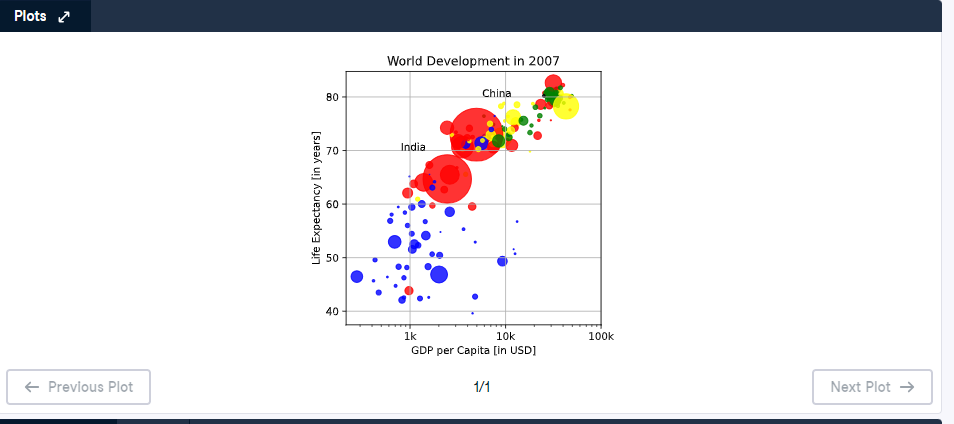 Plots
World Development in 2007
China
India
Life Expectancy [in years]
80
70
60
50
40
1k 10k 100k
GDP per Capita [in USD]
Previous Plot 1/1 Next Plot